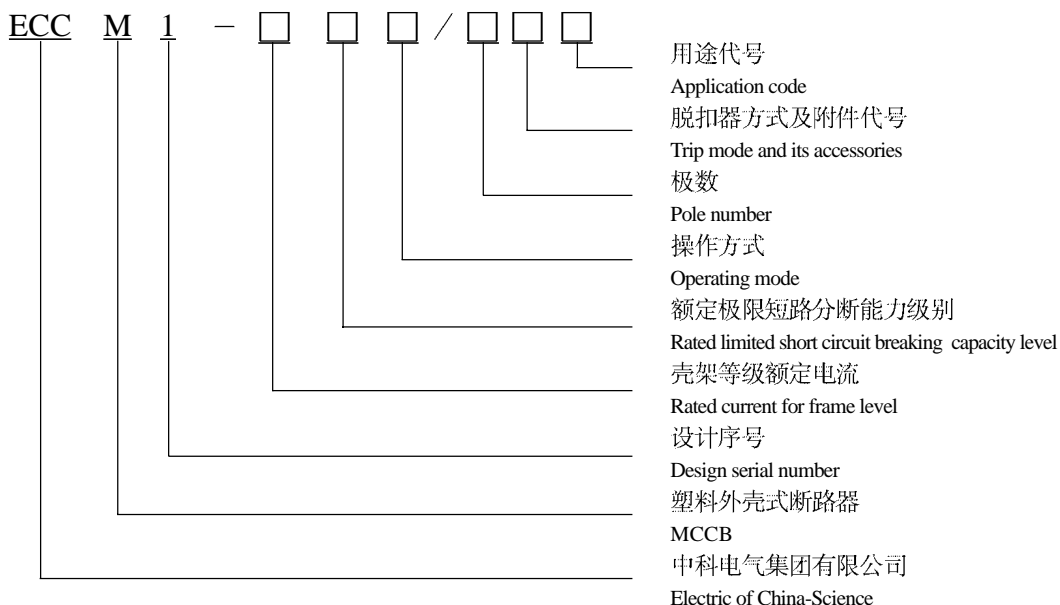 ECC M 1 - □ □ □ / □ □ □
用途代号
Application code
脱扣器方式及附件代号
Trip mode and its accessories
极数
Pole number
操作方式
Operating mode
额定极限短路分断能力级别
Rated limited short circuit breaking capacity level
壳架等级额定电流
Rated current for frame level
设计序号
Design serial number
塑料外壳式断路器
MCCB
中科电气集团有限公司
Electric of China-Science